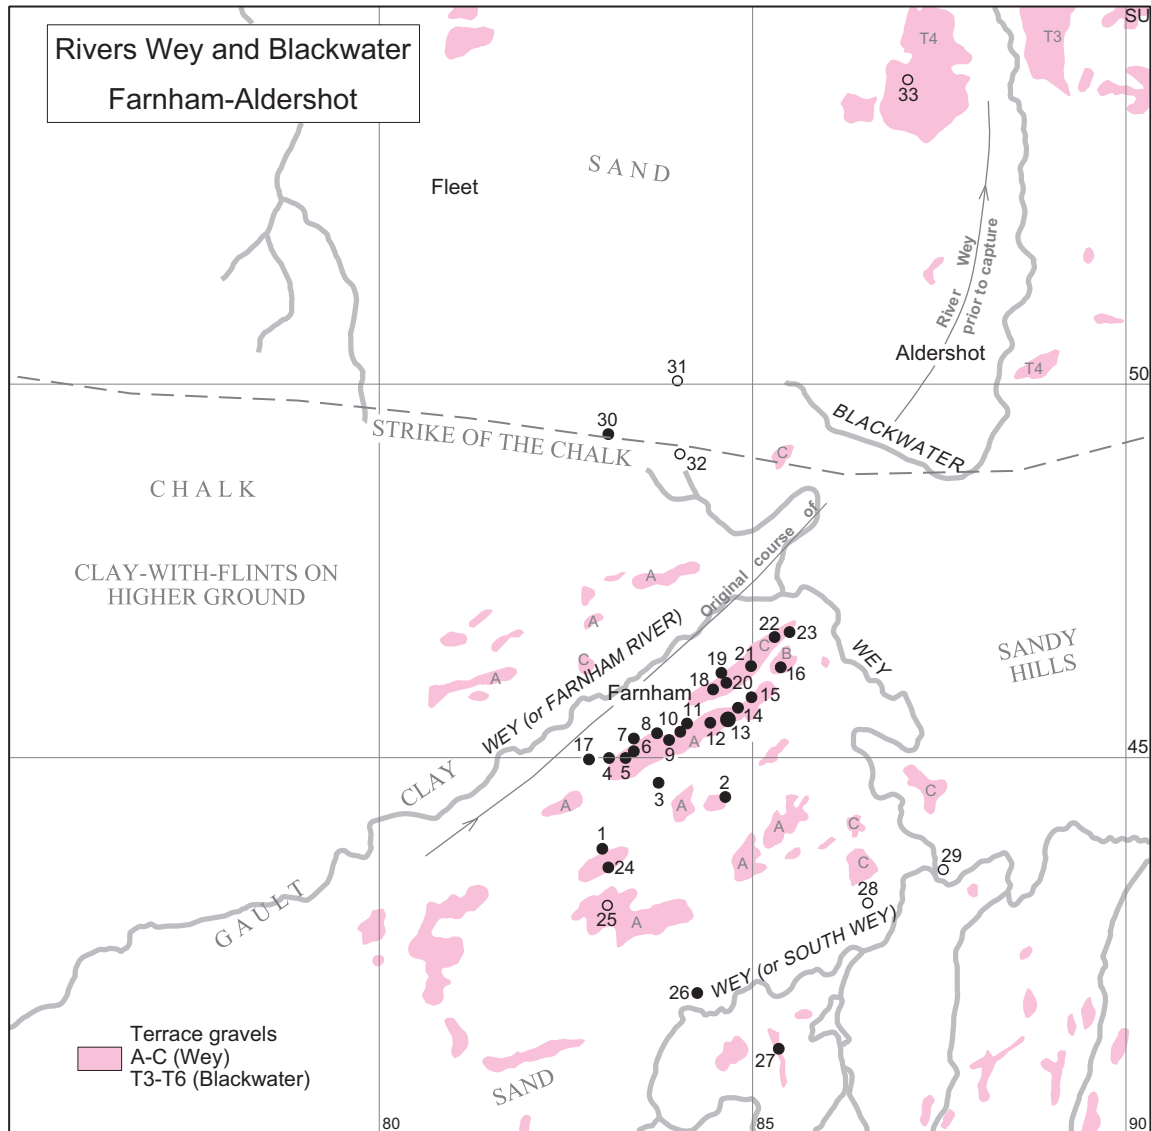 Rivers Wey and Blackwater
Farnham-Aldershot
SU
T4
T3
33
SAND
Fleet
River Wey
prior to capture
Aldershot
T4
31
50
30
STRIKE OF THE CHALK
32
BLACKWATER
C
CHALK
CLAY-WITH-FLINTS ON
HIGHER GROUND
A
Original course of
WEY (or FARNHAM RIVER)
A
C
A
22
23
C
B
WEY
SANDY
HILLS
21
16
19
20
18
Farnham
15
11
14
10
8
13
12
7
6
9
A
17
4
5
45
CLAY
3
2
A
A
C
A
C
1
24
A
C
29
28
GAULT
25
A
WEY (or SOUTH WEY)
26
27
Terrace gravels
A-C (Wey)
T3-T6 (Blackwater)
SAND
80
85
90